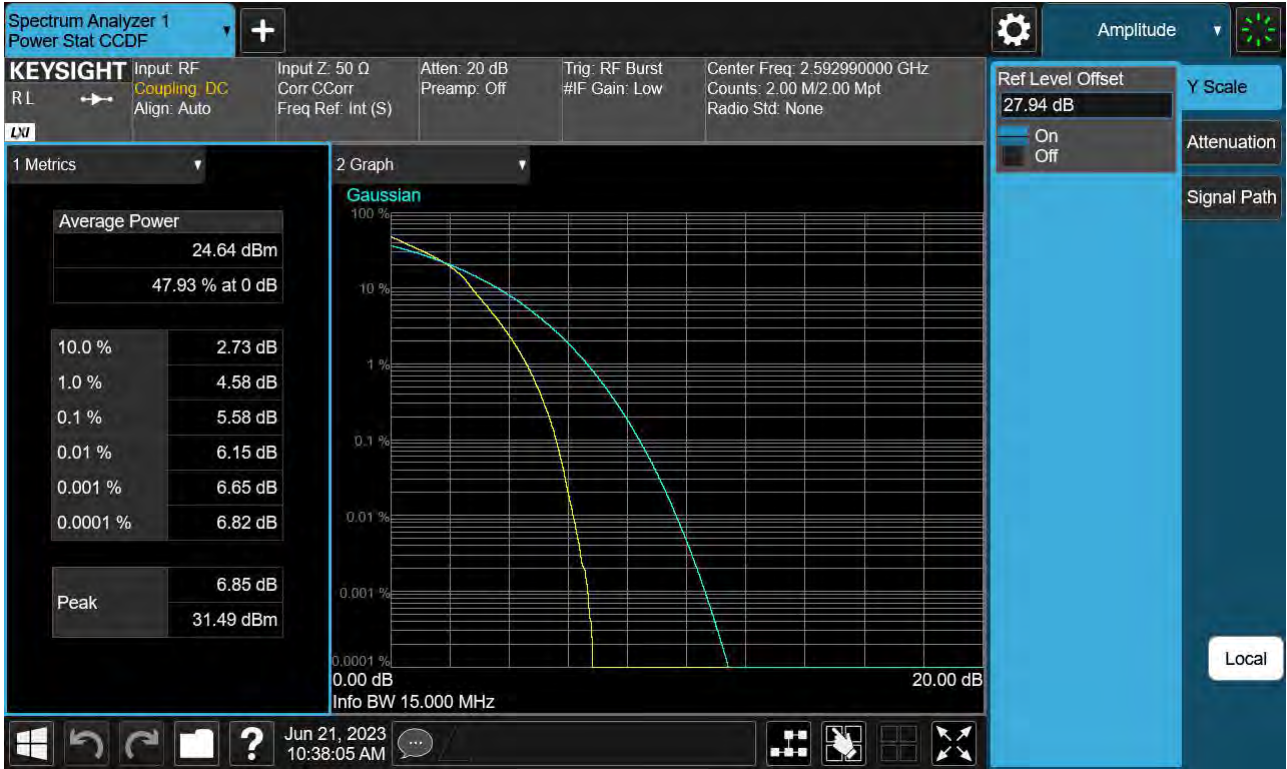 Spectrum Analyzer 1
Power Stat CCDF
+
Amplitude
KEYSIGHT
RL
LXI
Input: RF
Coupling: DC
Align: Auto
Input Z: 50 Ω
Corr CCorr
Freq Ref: Int (S)
Atten: 20 dB
Preamp: Off
Trig: RF Burst
#IF Gain: Low
Center Freq: 2.592990000 GHz
Counts: 2.00 M/2.00 Mpt
Radio Std: None
Ref Level Offset
27.94 dB
On
Off
Y Scale
Attenuation
Signal Path
Local
1 Metrics
Average Power
24.64 dBm
47.93 % at 0 dB
10.0 % 2.73 dB
1.0 % 4.58 dB
0.1 % 5.58 dB
0.01 % 6.15 dB
0.001 % 6.65 dB
0.0001 % 6.82 dB
Peak 6.85 dB
31.49 dBm
2 Graph
Gaussian
100 %
10 %
1 %
0.1 %
0.01 %
0.001 %
0.0001 %
0.00 dB 20.00 dB
Info BW 15.000 MHz
?
Jun 21, 2023
10:38:05 AM